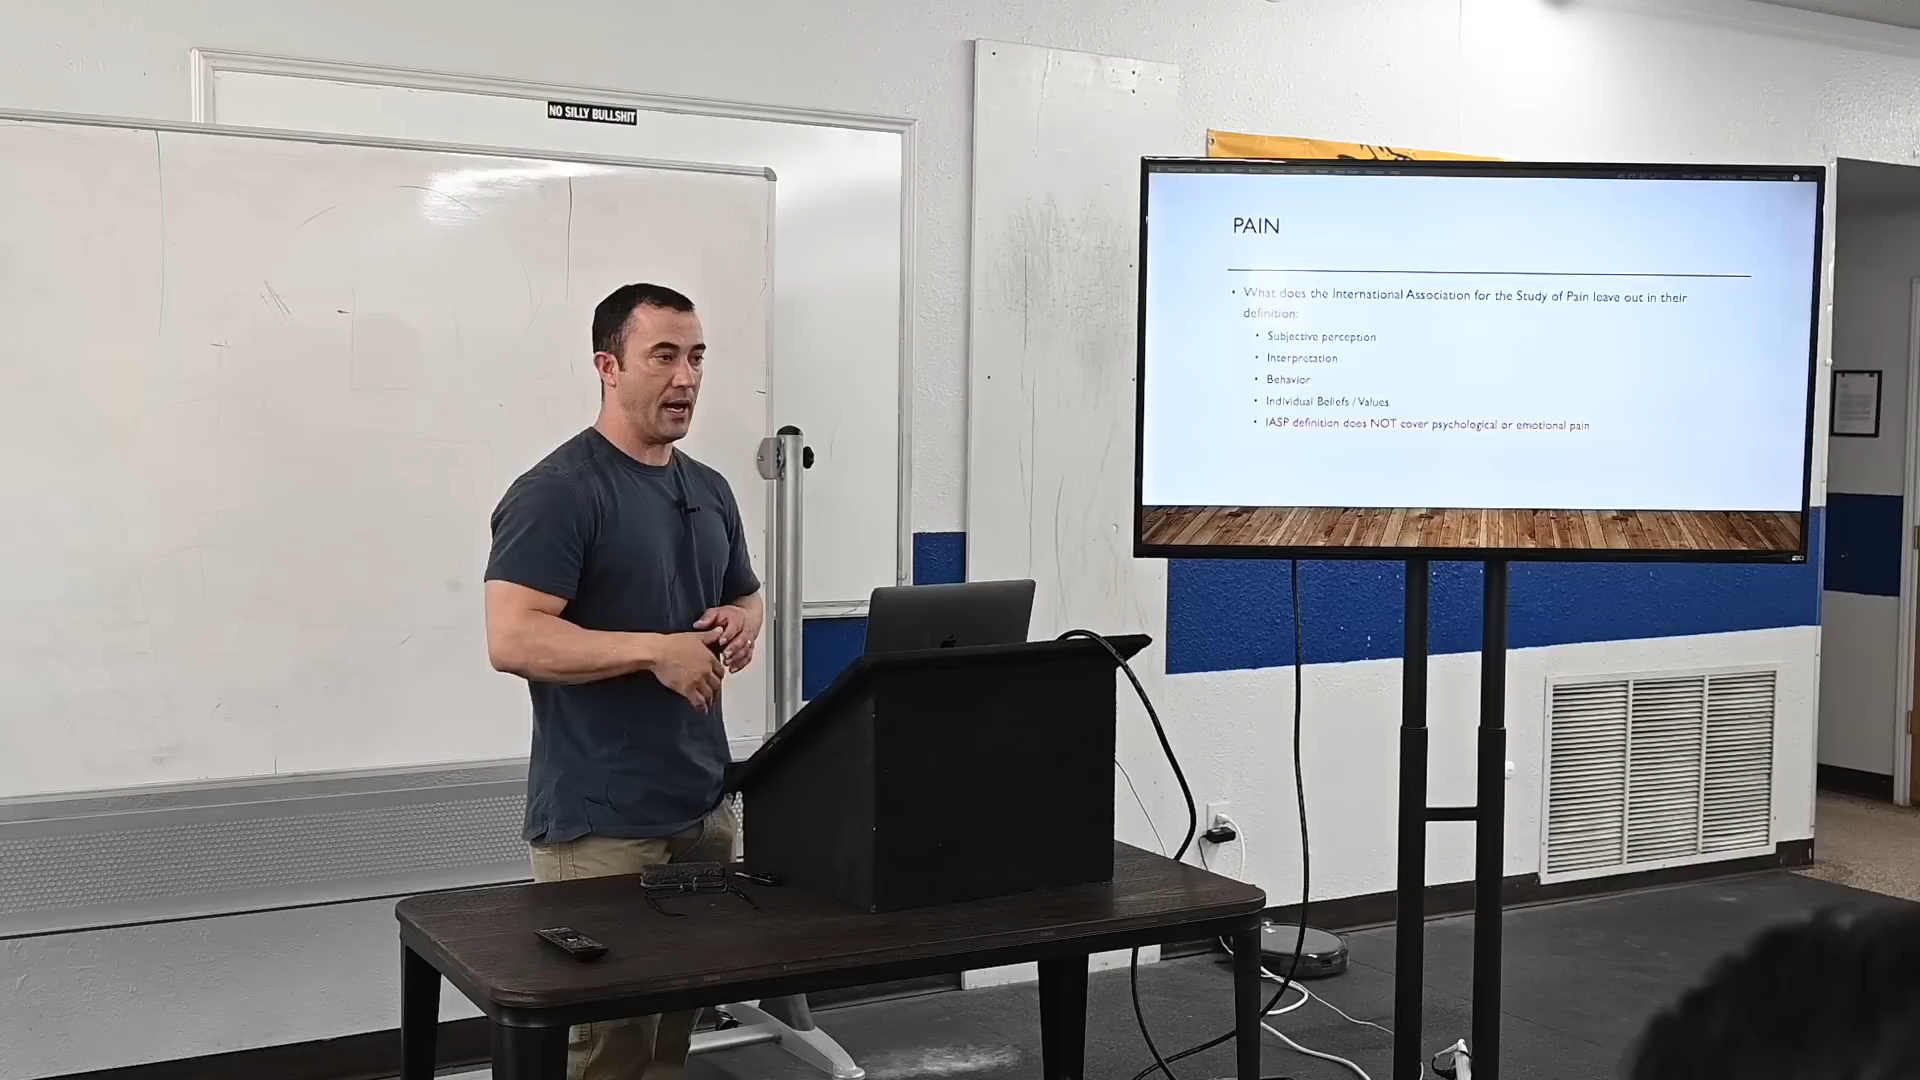 NO SILLY BULLSHIT
PAIN
• What does the International Association for the Study of Pain leave out in their
definition:
• Subjective perception
• Interpretation
• Behavior
• Individual Beliefs / Values
• IASP definition does NOT cover psychological or emotional pain